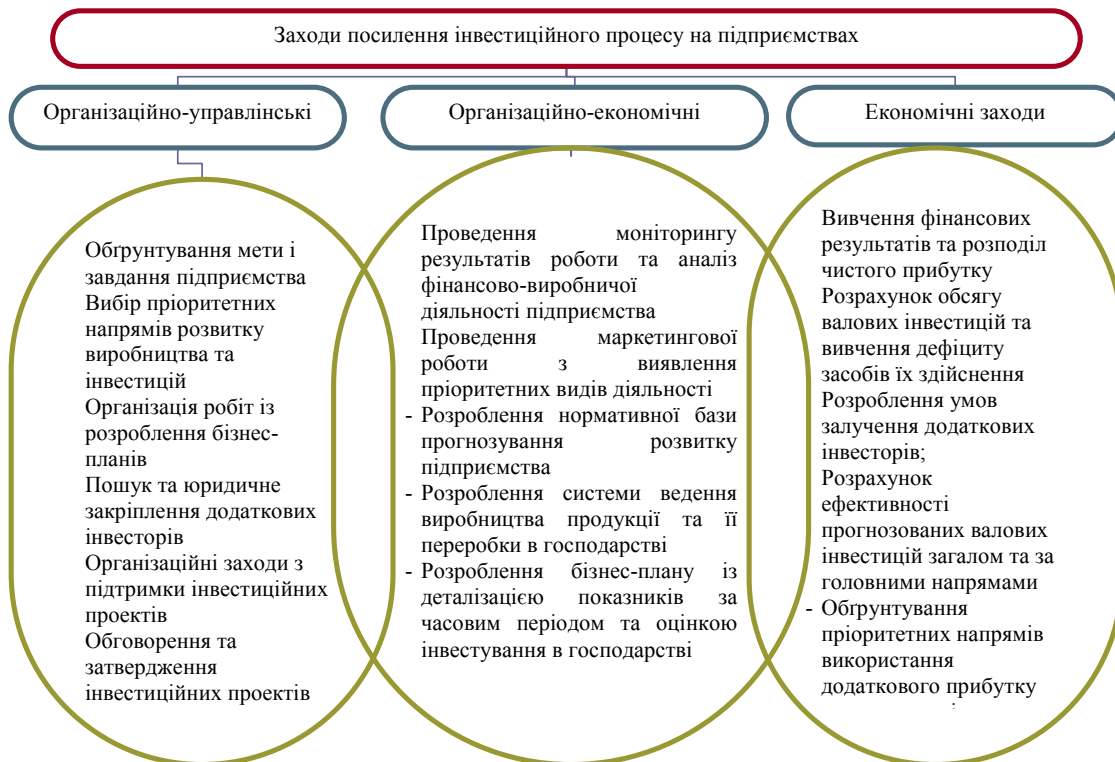 Заходи посилення інвестиційного процесу на підприємствах
Організаційно-управлінські
Організаційно-економічні
Економічні заходи
Обґрунтування мети і
завдання підприємства
Вибір пріоритетних
напрямів розвитку
виробництва та
інвестицій
Організація робіт із
розроблення бізнес-
планів
Пошук та юридичне
закріплення додаткових
інвесторів
Організаційні заходи з
підтримки інвестиційних
проектів
Обговорення та
затвердження
інвестиційних проектів
Проведення моніторингу
результатів роботи та аналіз
фінансово-виробничої
діяльності підприємства
Проведення маркетингової
роботи з виявлення
пріоритетних видів діяльності
- Розроблення нормативної бази
прогнозування розвитку
підприємства
- Розроблення системи ведення
виробництва продукції та її
переробки в господарстві
- Розроблення бізнес-плану із
деталізацією показників за
часовим періодом та оцінкою
інвестування в господарстві
Вивчення фінансових
результатів та розподіл
чистого прибутку
Розрахунок обсягу
валових інвестицій та
вивчення дефіциту
засобів їх здійснення
Розроблення умов
залучення додаткових
інвесторів;
Розрахунок
ефективності
прогнозованих валових
інвестицій загалом та за
головними напрямами
- Обґрунтування
пріоритетних напрямів
використання
додаткового прибутку